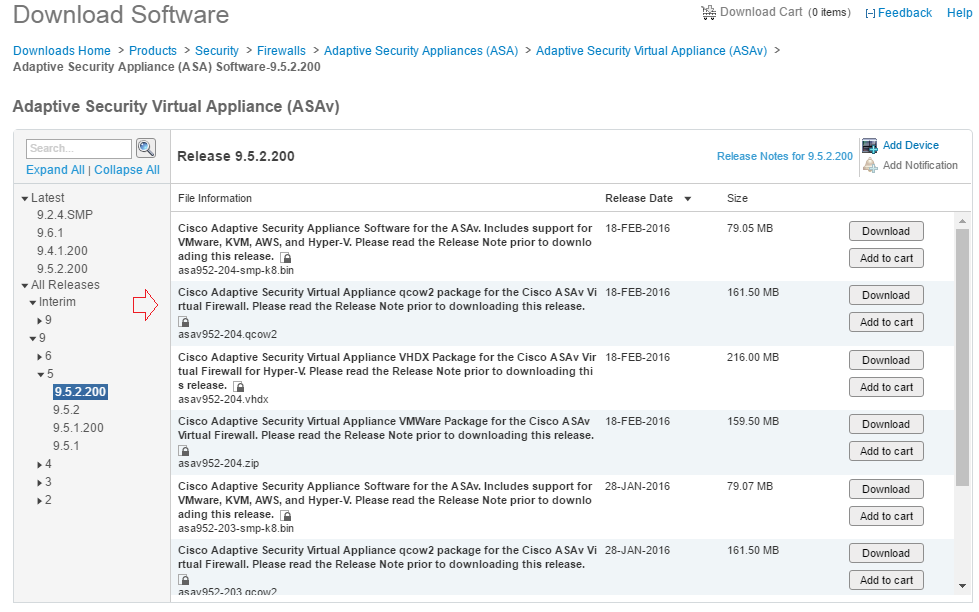 Download Software
Download Cart (0 items) [-] Feedback Help
Downloads Home > Products > Security > Firewalls > Adaptive Security Appliances (ASA) > Adaptive Security Virtual Appliance (ASAv) >
Adaptive Security Appliance (ASA) Software-9.5.2.200
Adaptive Security Virtual Appliance (ASAv)
Search...
Expand All | Collapse All
Latest
9.2.4.SMP
9.6.1
9.4.1.200
9.5.2.200
All Releases
Interim
9
9
6
5
9.5.2.200
9.5.2
9.5.1.200
9.5.1
4
3
2
Release 9.5.2.200
Release Notes for 9.5.2.200
Add Device
Add Notification
File Information Release Date Size
Cisco Adaptive Security Appliance Software for the ASAv. Includes support for 18-FEB-2016 79.05 MB Download
VMware, KVM, AWS, and Hyper-V. Please read the Release Note prior to downlo
ading this release. Add to cart
asa952-204-smp-k8.bin
Cisco Adaptive Security Virtual Appliance qcow2 package for the Cisco ASAv Vi 18-FEB-2016 161.50 MB Download
rtual Firewall. Please read the Release Note prior to downloading this release.
Add to cart
asav952-204.qcow2
Cisco Adaptive Security Virtual Appliance VHDX Package for the Cisco ASAv Vir 18-FEB-2016 216.00 MB Download
tual Firewall for Hyper-V. Please read the Release Note prior to downloading thi
s release. Add to cart
asav952-204.vhdx
Cisco Adaptive Security Virtual Appliance VMWare Package for the Cisco ASAv 18-FEB-2016 159.50 MB Download
Virtual Firewall. Please read the Release Note prior to downloading this release.
Add to cart
asav952-204.zip
Cisco Adaptive Security Appliance Software for the ASAv. Includes support for 28-JAN-2016 79.07 MB Download
VMware, KVM, AWS, and Hyper-V. Please read the Release Note prior to downlo
ading this release. Add to cart
asa952-203-smp-k8.bin
Cisco Adaptive Security Virtual Appliance qcow2 package for the Cisco ASAv Vi 28-JAN-2016 161.50 MB Download
rtual Firewall. Please read the Release Note prior to downloading this release.
Add to cart
asav952-203.qcow2